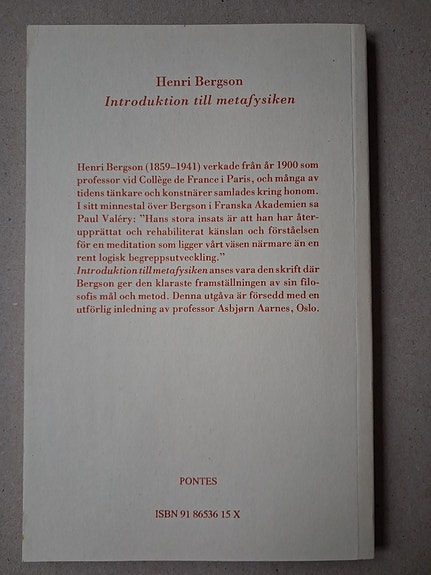 Henri Bergson
Introduktion till metafysiken
Henri Bergson (1859–1941) verkade från år 1900 som
professor vid Collège de France i Paris, och många av
tidens tänkare och konstnärer samlades kring honom.
I sitt minnestal över Bergson i Franska Akademien sa
Paul Valéry: ”Hans stora insats är att han har åter-
upprättat och rehabiliterat känslan och förståelsen
för en meditation som ligger vårt väsen närmare än en
rent logisk begreppsutveckling.”
Introduktion till metafysiken anses vara den skrift där
Bergson ger den klaraste framställningen av sin filo-
sofis mål och metod. Denna utgåva är försedd med en
utförlig inledning av professor Asbjørn Aarnes, Oslo.
PONTES
ISBN 91 86536 15 X